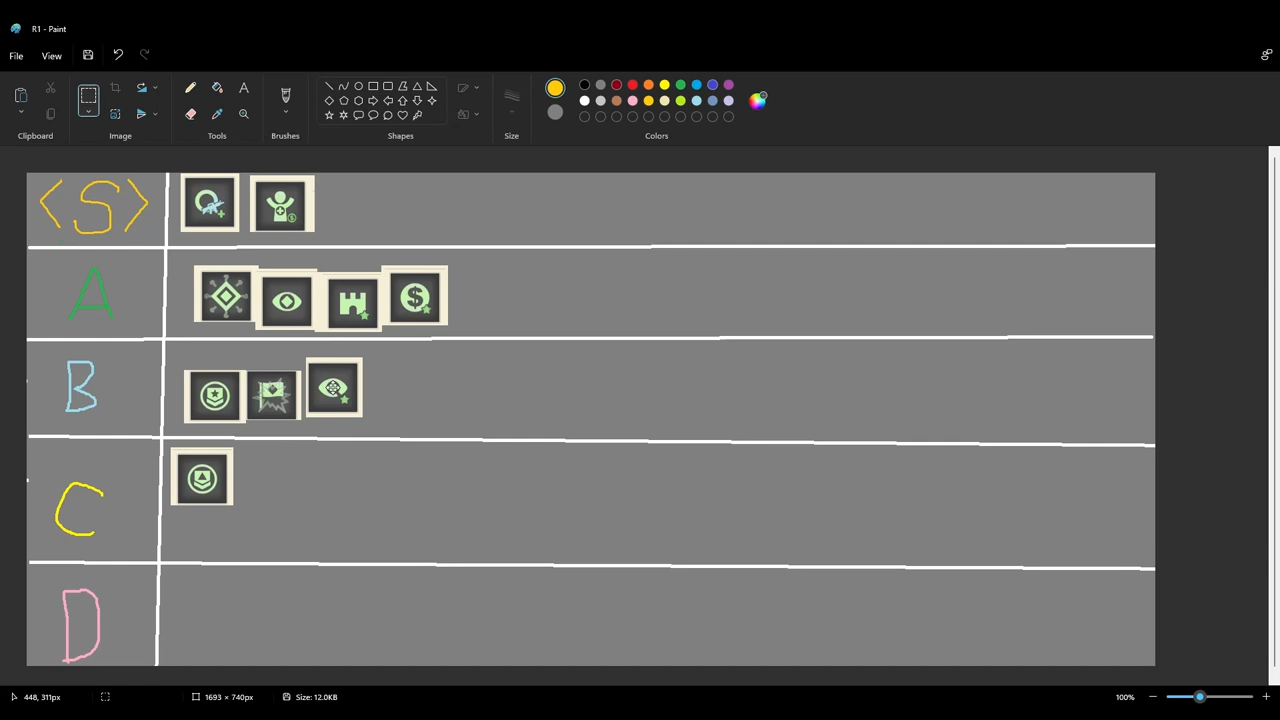 R1 - Paint
File View
Clipboard Image Tools Brushes Shapes Size Colors
<S>
A
B
C
D
448, 311px 1693 × 740px Size: 12.0KB 100%